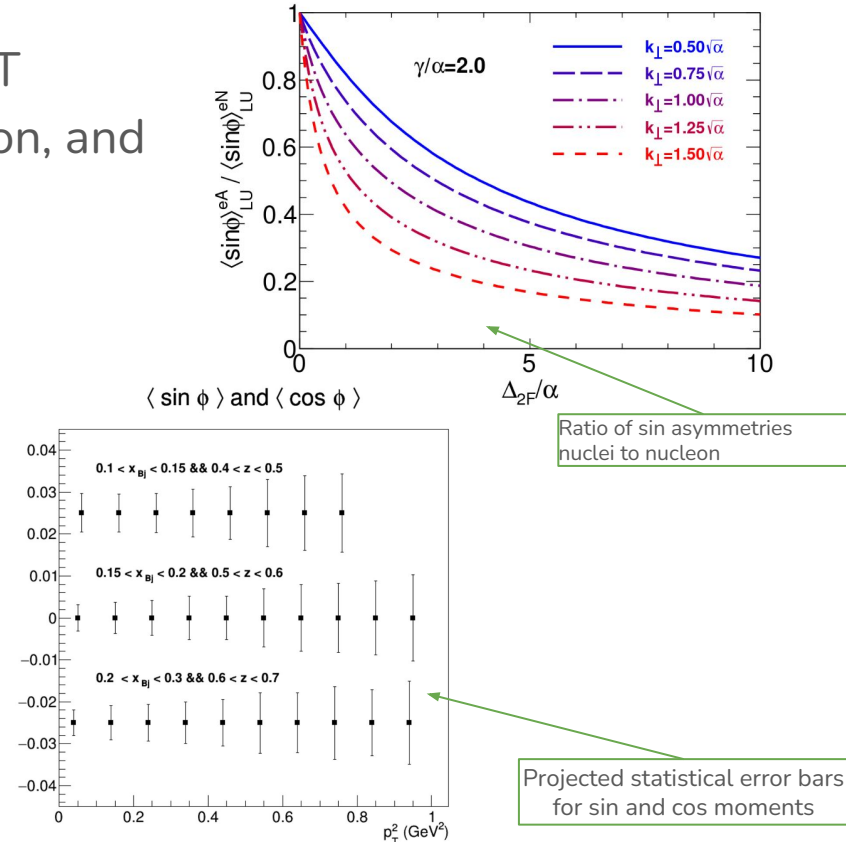 T
on, and
⟨sinϕ⟩ᵉᴬ_LU / ⟨sinϕ⟩ᵉᴺ_LU
1
0.8
0.6
0.4
0.2
0
γ/α=2.0
k⊥=0.50√α
k⊥=0.75√α
k⊥=1.00√α
k⊥=1.25√α
k⊥=1.50√α
0 5 10
Δ_2F/α
Ratio of sin asymmetries
nuclei to nucleon
⟨ sin ϕ ⟩ and ⟨ cos ϕ ⟩
0.04
0.03
0.02
0.01
0
−0.01
−0.02
−0.03
−0.04
0.1 < x_Bj < 0.15 && 0.4 < z < 0.5
0.15 < x_Bj < 0.2 && 0.5 < z < 0.6
0.2 < x_Bj < 0.3 && 0.6 < z < 0.7
0 0.2 0.4 0.6 0.8 1
p²_T (GeV²)
Projected statistical error bars
for sin and cos moments